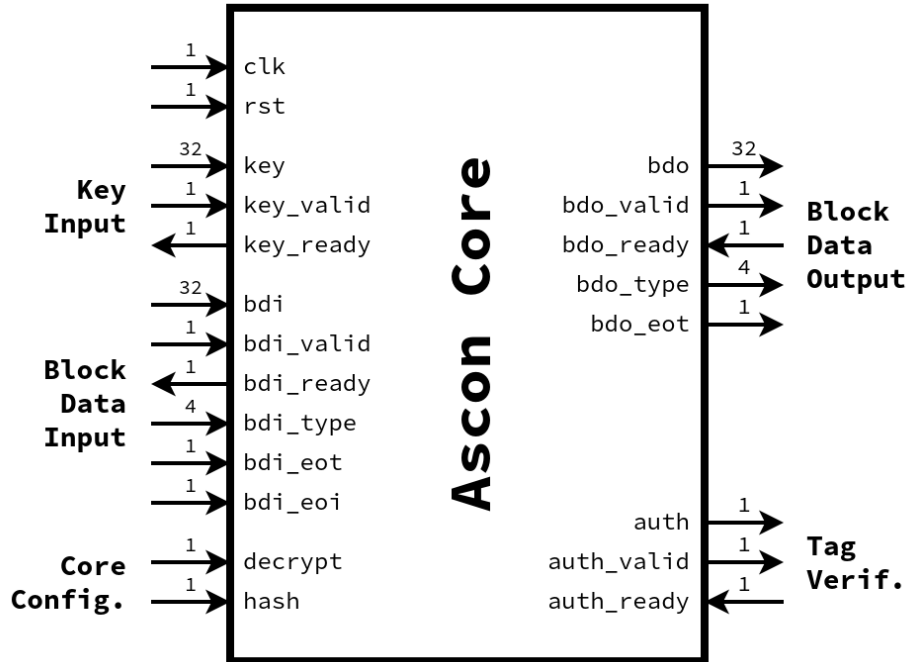 1
clk
1
rst
Key
Input
32
key
1
key_valid
1
key_ready
Block
Data
Input
32
bdi
1
bdi_valid
1
bdi_ready
4
bdi_type
1
bdi_eot
1
bdi_eoi
Core
Config.
1
decrypt
1
hash
Ascon Core
bdo
32
bdo_valid
1
bdo_ready
1
bdo_type
4
bdo_eot
1
Block
Data
Output
auth
1
auth_valid
1
auth_ready
1
Tag
Verif.